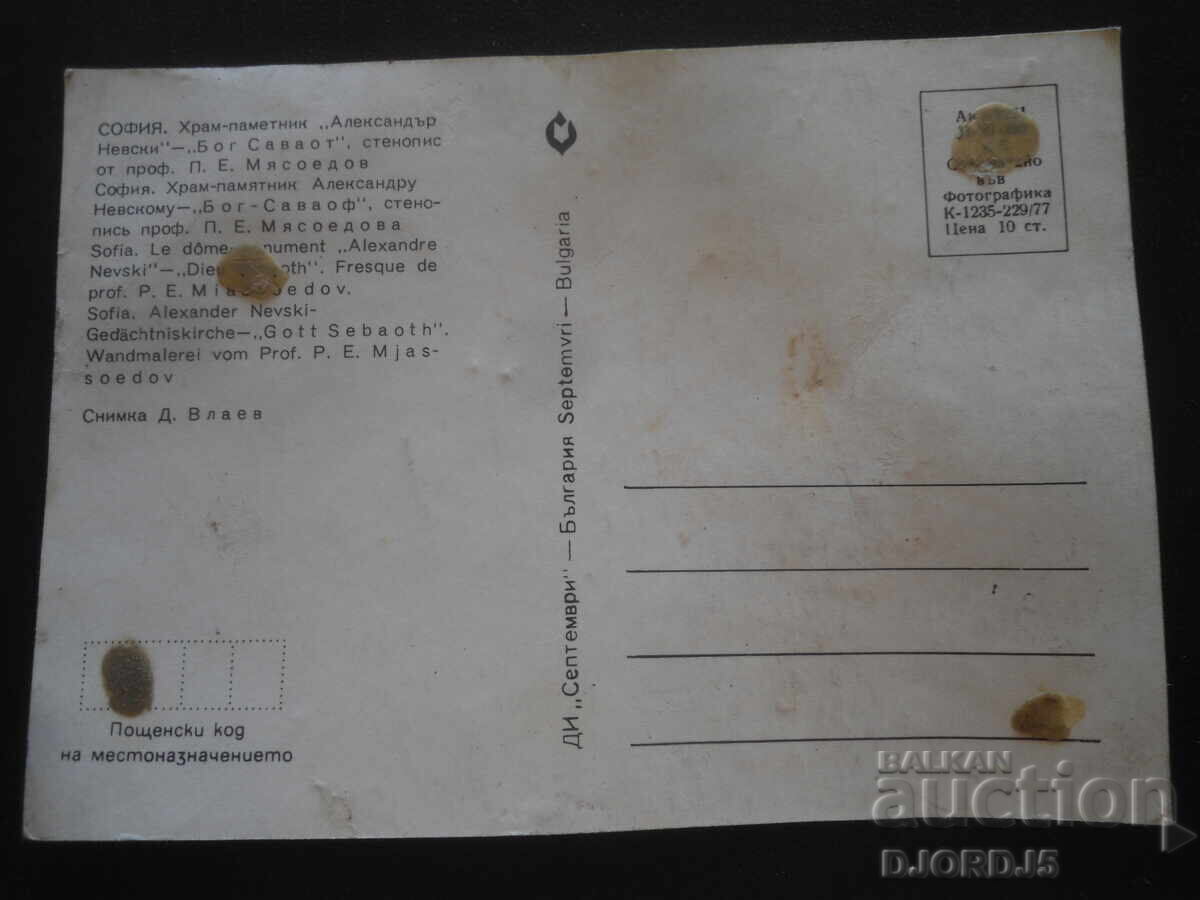 СОФИЯ. Храм-паметник „Александър
Невски"—„Бог Саваот", стенопис
от проф. П. Е. Мясоедов
София. Храм-памятник Александру
Невскому—„Бог-Саваоф", стено-
пись проф. П. Е. Мясоедова
Sofia. Le dôme- „Alexandre
Nevski"— Fresque de
prof. P. E.
Sofia. Alexander Nevski-
Gedächtniskirche—„Gott Sebaoth".
Wandmalerei vom Prof. P. E. Mjas-
soedov
Снимка Д. Влаев
Пощенски код
на местоназначението
ДИ „Септември" — България Septemvri — Bulgaria
във
Фотографика
К-1235-229/77
Цена 10 ст.
BALKAN
auction
DJORDJ5